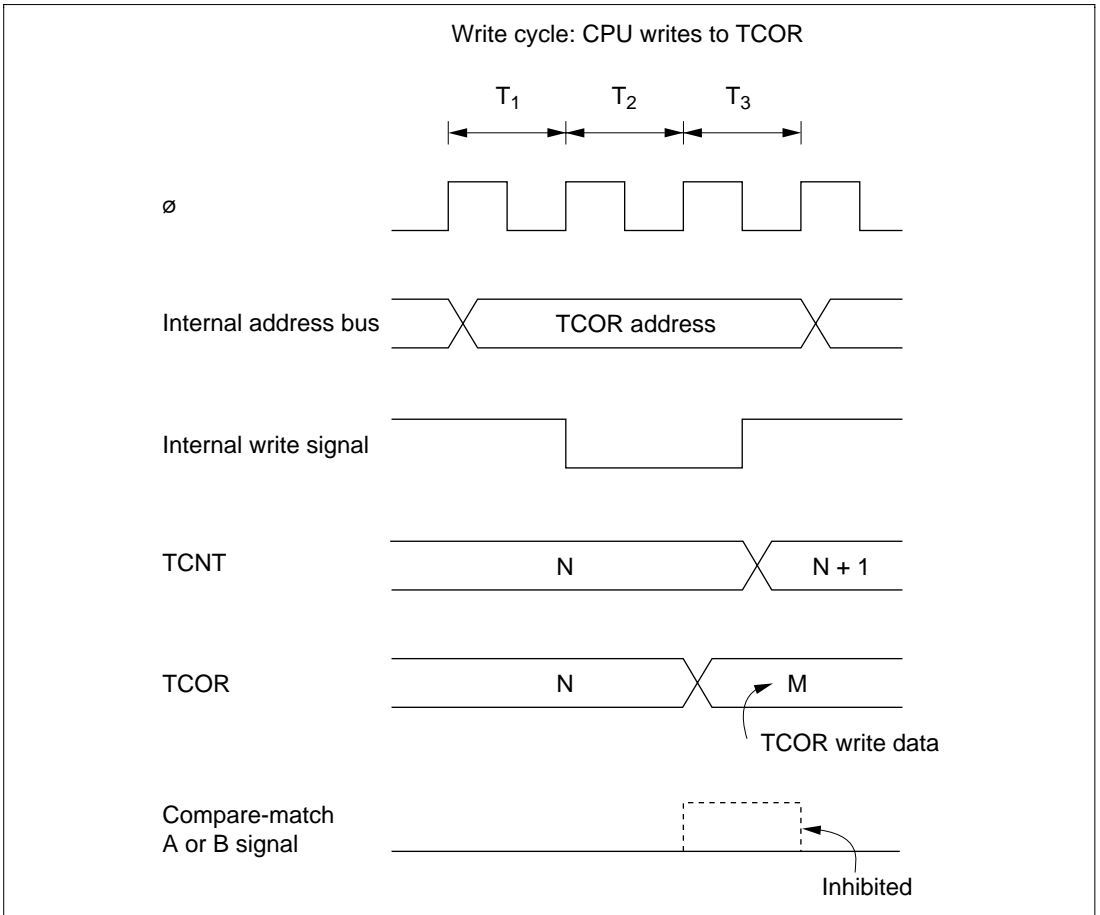 Write cycle: CPU writes to TCOR
T1 T2 T3
ø
Internal address bus
TCOR address
Internal write signal
TCNT
N
N + 1
TCOR
N
M
TCOR write data
Compare-match
A or B signal
Inhibited